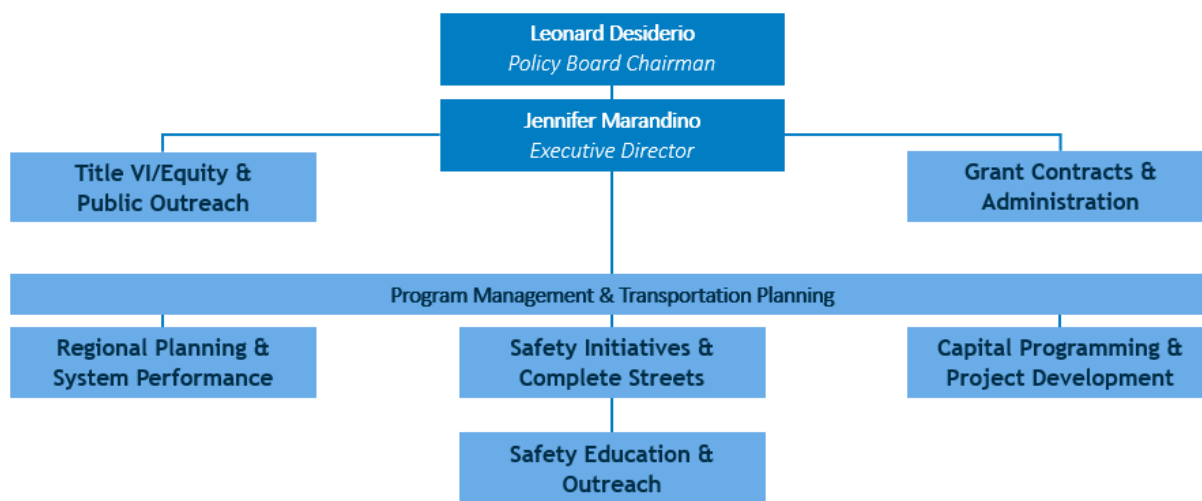 Leonard Desiderio
Policy Board Chairman
Jennifer Marandino
Executive Director
Title VI/Equity &
Public Outreach
Grant Contracts &
Administration
Program Management & Transportation Planning
Regional Planning &
System Performance
Safety Initiatives &
Complete Streets
Capital Programming &
Project Development
Safety Education &
Outreach